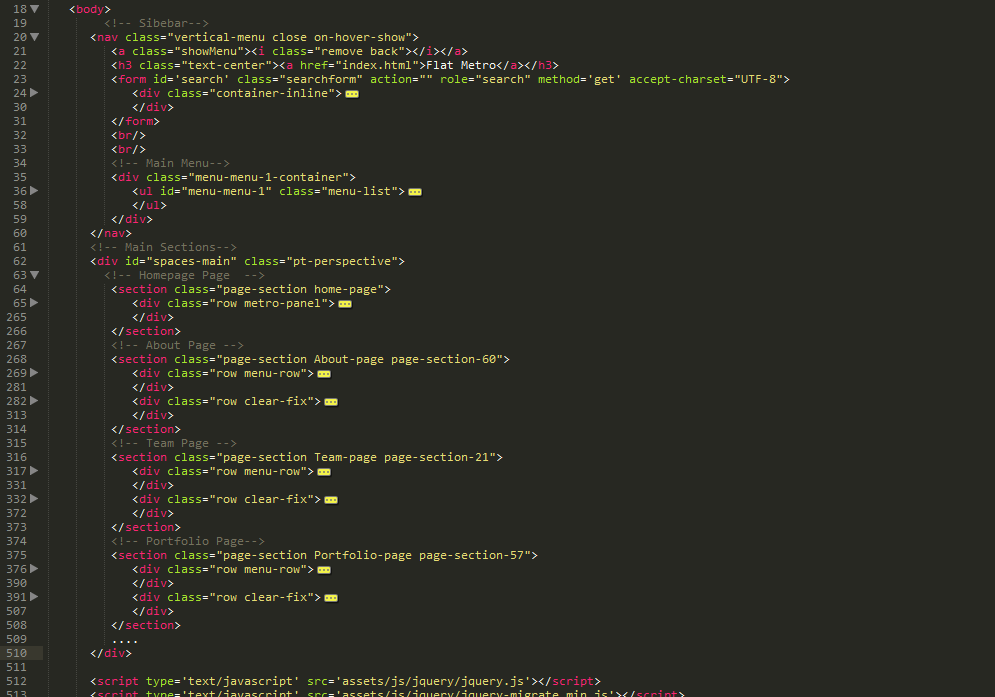 18 <body>
19 <!-- Sibebar-->
20 <nav class="vertical-menu close on-hover-show">
21 <a class="showMenu"><i class="remove back"></i></a>
22 <h3 class="text-center"><a href="index.html">Flat Metro</a></h3>
23 <form id='search' class="searchform" action="" role="search" method='get' accept-charset="UTF-8">
24 <div class="container-inline">
30 </div>
31 </form>
32 <br/>
33 <br/>
34 <!-- Main Menu-->
35 <div class="menu-menu-1-container">
36 <ul id="menu-menu-1" class="menu-list">
58 </ul>
59 </div>
60 </nav>
61 <!-- Main Sections-->
62 <div id="spaces-main" class="pt-perspective">
63 <!-- Homepage Page  -->
64 <section class="page-section home-page">
65 <div class="row metro-panel">
265 </div>
266 </section>
267 <!-- About Page -->
268 <section class="page-section About-page page-section-60">
269 <div class="row menu-row">
281 </div>
282 <div class="row clear-fix">
313 </div>
314 </section>
315 <!-- Team Page -->
316 <section class="page-section Team-page page-section-21">
317 <div class="row menu-row">
331 </div>
332 <div class="row clear-fix">
372 </div>
373 </section>
374 <!-- Portfolio Page-->
375 <section class="page-section Portfolio-page page-section-57">
376 <div class="row menu-row">
390 </div>
391 <div class="row clear-fix">
507 </div>
508 </section>
509 ....
510 </div>
511
512 <script type='text/javascript' src='assets/js/jquery/jquery.js'></script>
513 <script type='text/javascript' src='assets/js/jquery/jquery-migrate.min.js'></script>